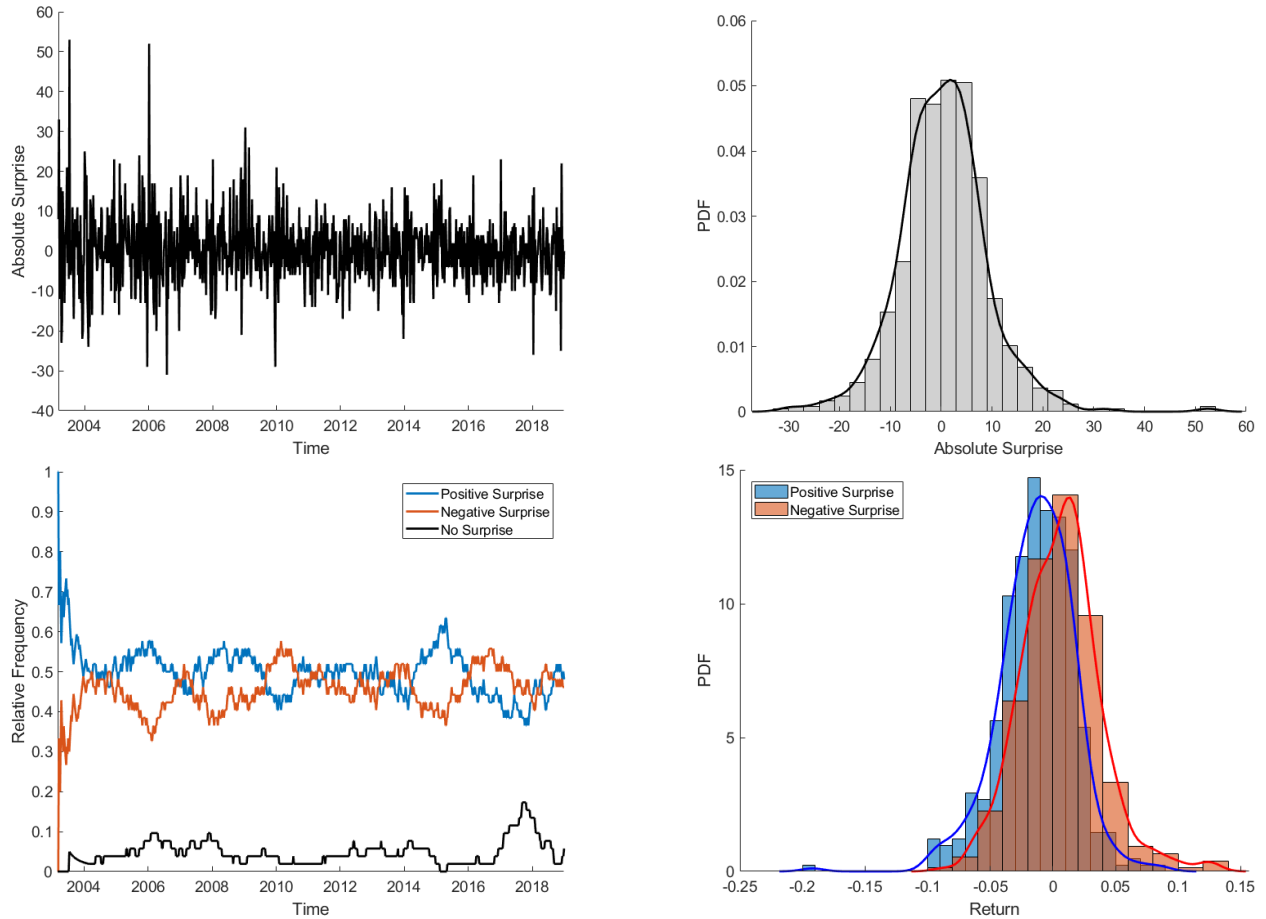 60
50
40
30
20
10
0
-10
-20
-30
-40
Absolute Surprise
2004 2006 2008 2010 2012 2014 2016 2018
Time
0.06
0.05
0.04
0.03
0.02
0.01
0
PDF
-30 -20 -10 0 10 20 30 40 50 60
Absolute Surprise
1
0.9
0.8
0.7
0.6
0.5
0.4
0.3
0.2
0.1
0
Relative Frequency
Positive Surprise
Negative Surprise
No Surprise
2004 2006 2008 2010 2012 2014 2016 2018
Time
15
10
5
0
PDF
Positive Surprise
Negative Surprise
-0.25 -0.2 -0.15 -0.1 -0.05 0 0.05 0.1 0.15
Return